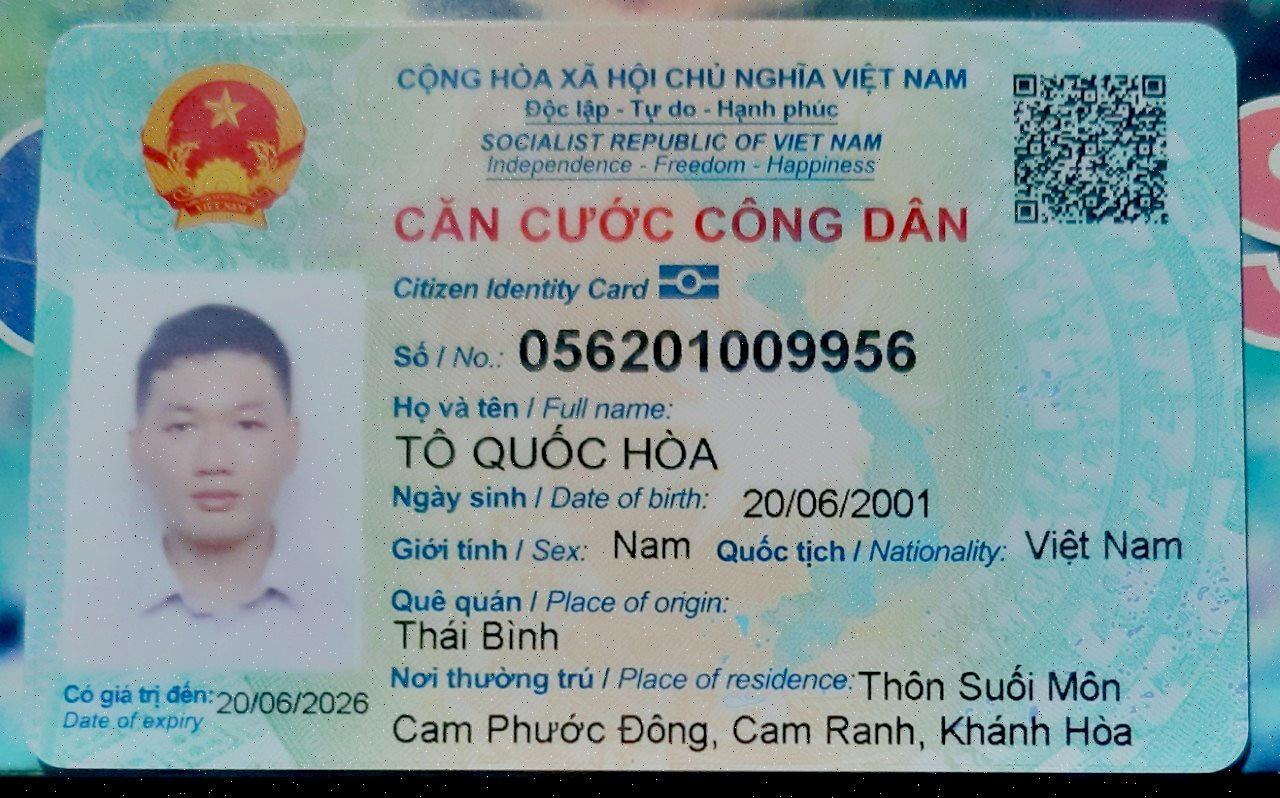 CỘNG HÒA XÃ HỘI CHỦ NGHĨA VIỆT NAM
Độc lập - Tự do - Hạnh phúc
SOCIALIST REPUBLIC OF VIET NAM
Independence - Freedom - Happiness
CĂN CƯỚC CÔNG DÂN
Citizen Identity Card
Số / No.: 056201009956
Họ và tên / Full name:
TÔ QUỐC HÒA
Ngày sinh / Date of birth: 20/06/2001
Giới tính / Sex: Nam Quốc tịch / Nationality: Việt Nam
Quê quán / Place of origin:
Thái Bình
Nơi thường trú / Place of residence: Thôn Suối Môn
Cam Phước Đông, Cam Ranh, Khánh Hòa
Có giá trị đến: 20/06/2026
Date of expiry
VIỆT NAM